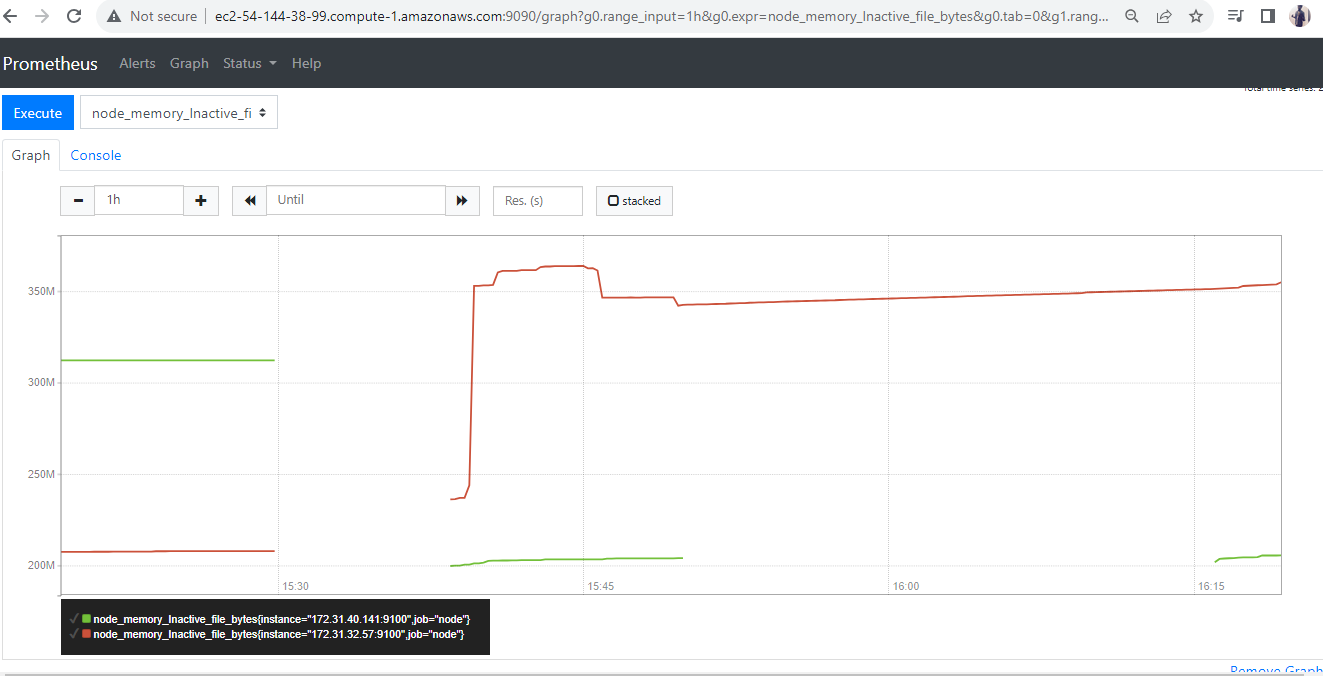 Not secure ec2-54-144-38-99.compute-1.amazonaws.com:9090/graph?g0.range_input=1h&g0.expr=node_memory_Inactive_file_bytes&g0.tab=0&g1.rang...
Prometheus Alerts Graph Status Help
Total time series: 2
Execute node_memory_Inactive_fi
Graph Console
1h Until Res. (s) stacked
350M
300M
250M
200M
15:30 15:45 16:00 16:15
node_memory_Inactive_file_bytes{instance="172.31.40.141:9100",job="node"}
node_memory_Inactive_file_bytes{instance="172.31.32.57:9100",job="node"}
Remove Graph